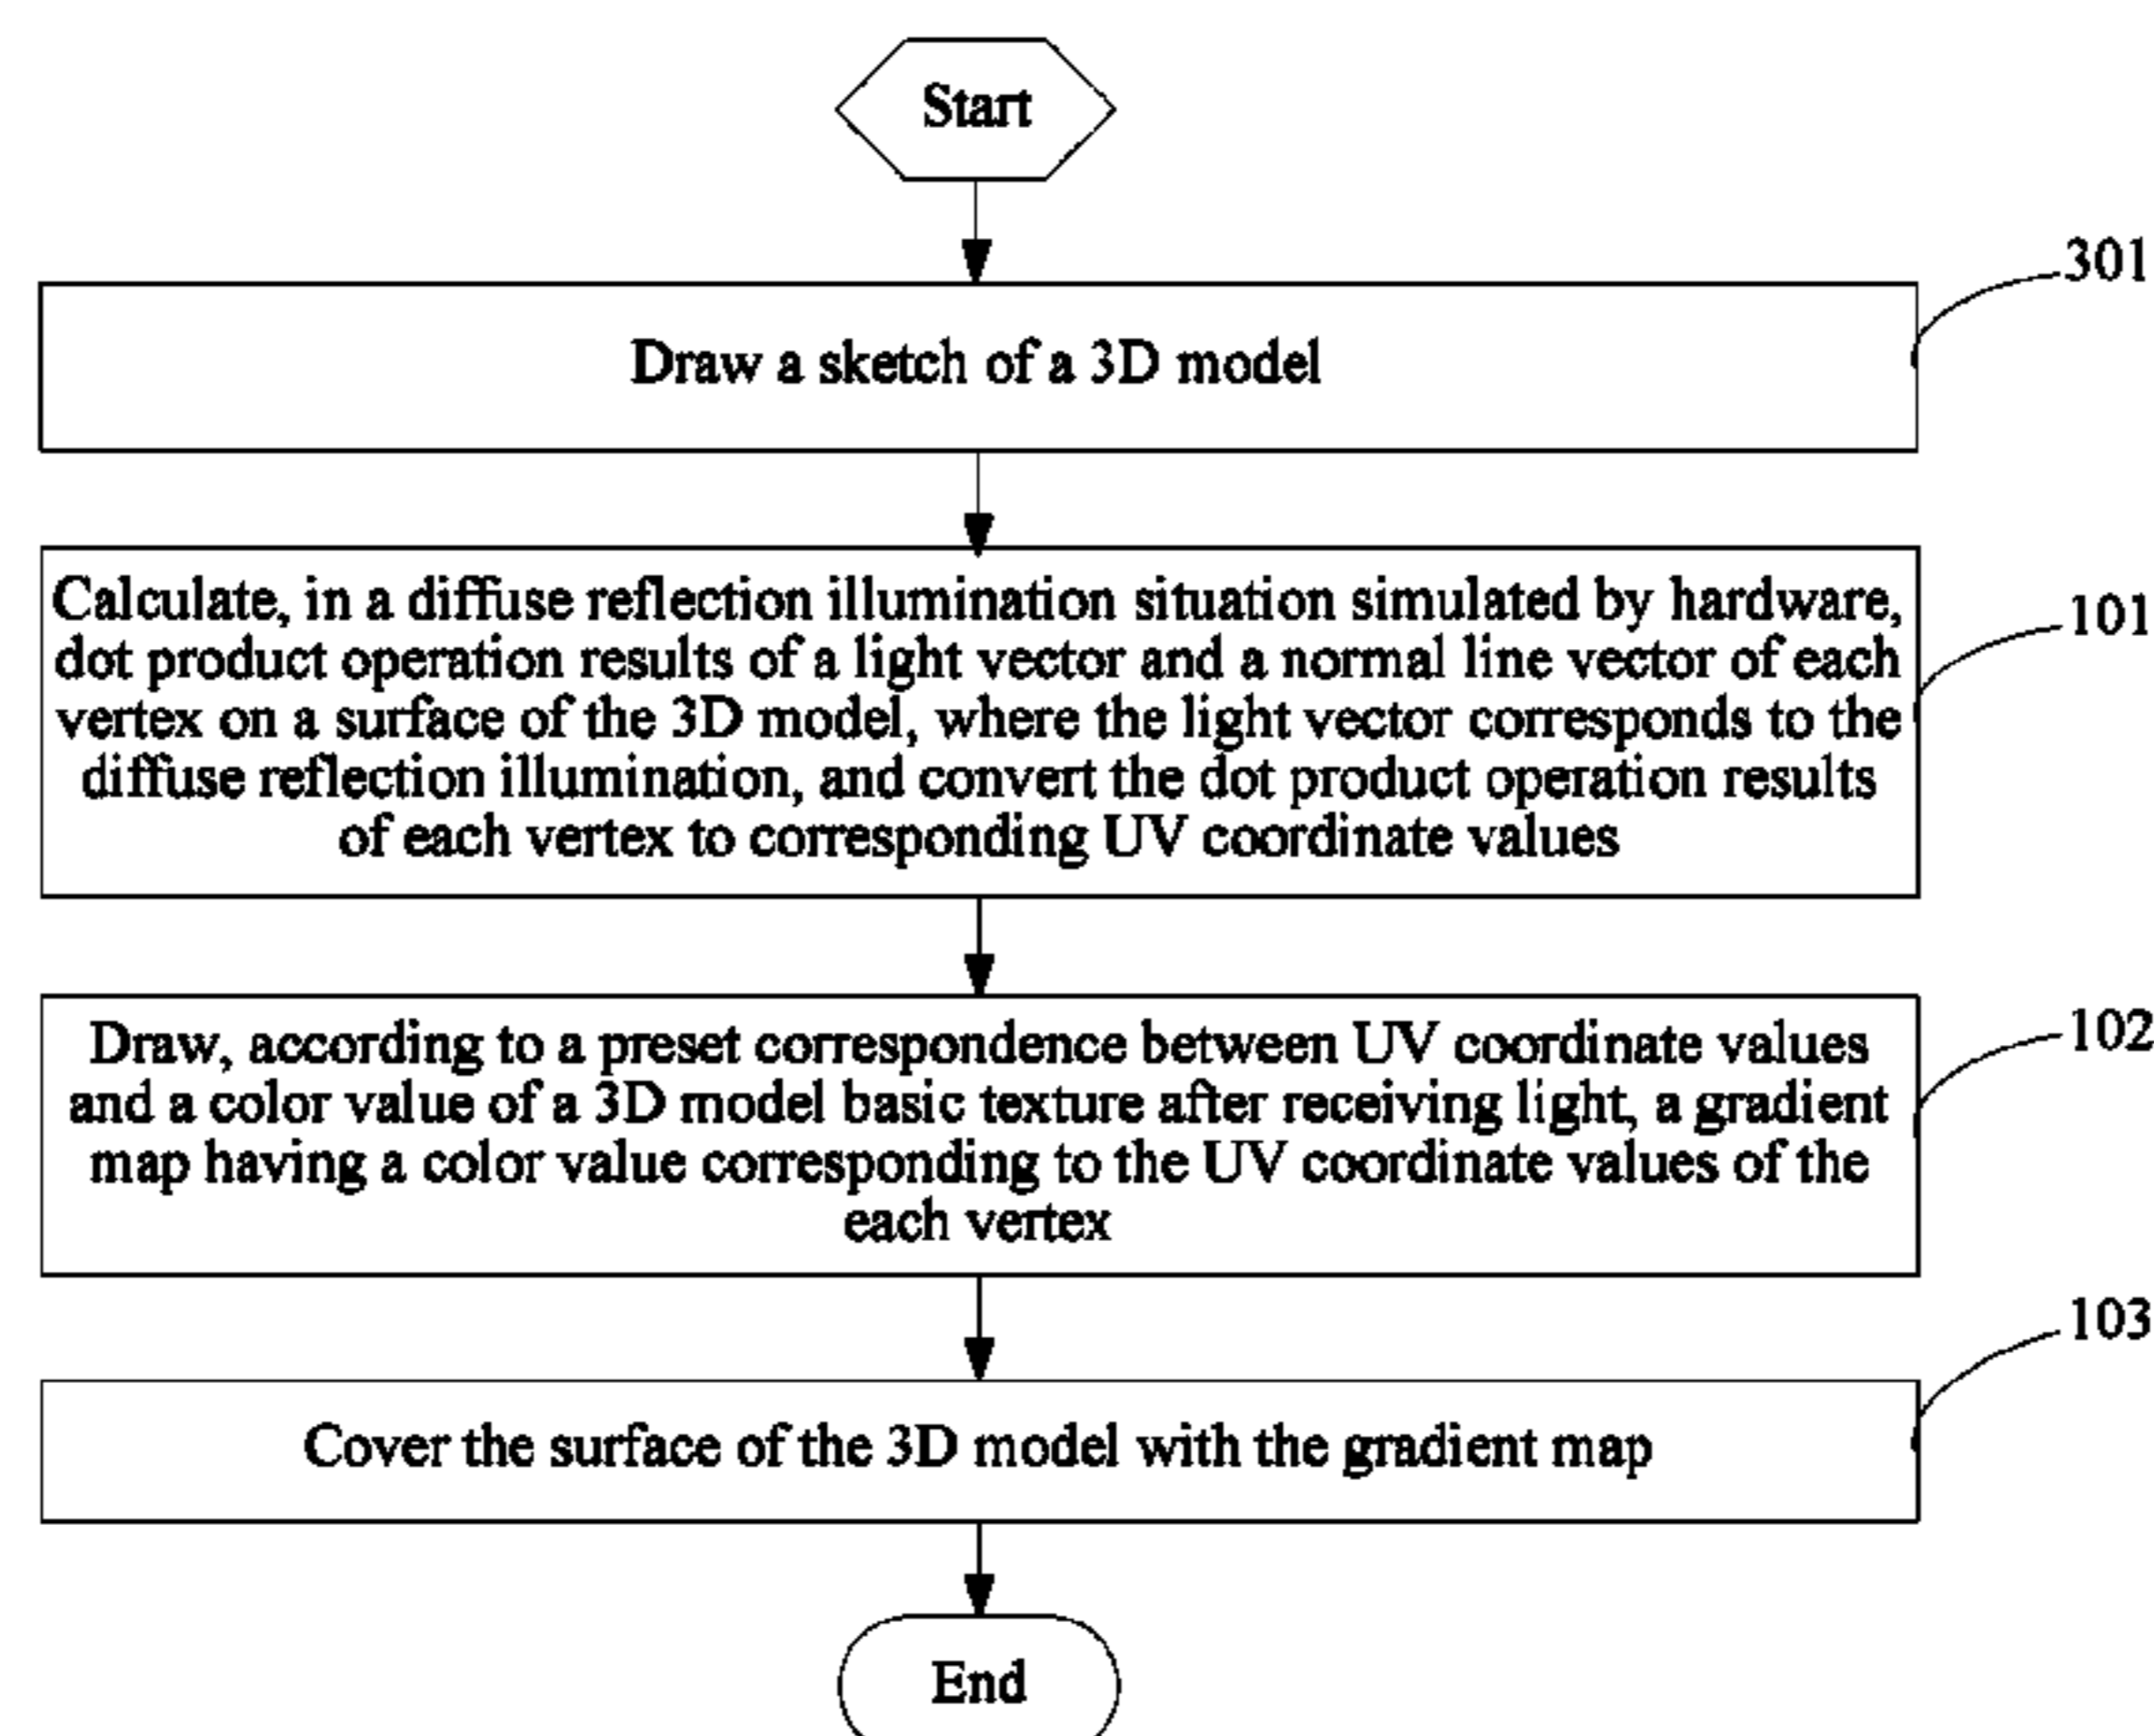 Start
301
Draw a sketch of a 3D model
Calculate, in a diffuse reflection illumination situation simulated by hardware,
101
dot product operation results of a light vector and a normal line vector of each
vertex on a surface of the 3D model, where the light vector corresponds to the
diffuse reflection illumination, and convert the dot product operation results
of each vertex to corresponding UV coordinate values
102
Draw, according to a preset correspondence between UV coordinate values
and a color value of a 3D model basic texture after receiving light, a gradient
map having a color value corresponding to the UV coordinate values of the
each vertex
103
Cover the surface of the 3D model with the gradient map
End